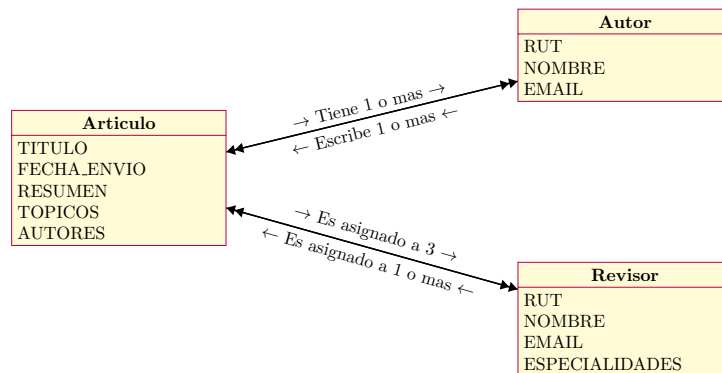 Autor
RUT
NOMBRE
EMAIL
→ Tiene 1 o mas →
← Escribe 1 o mas ←
Articulo
TITULO
FECHA_ENVIO
RESUMEN
TOPICOS
AUTORES
→ Es asignado a 3 →
← Es asignado a 1 o mas ←
Revisor
RUT
NOMBRE
EMAIL
ESPECIALIDADES